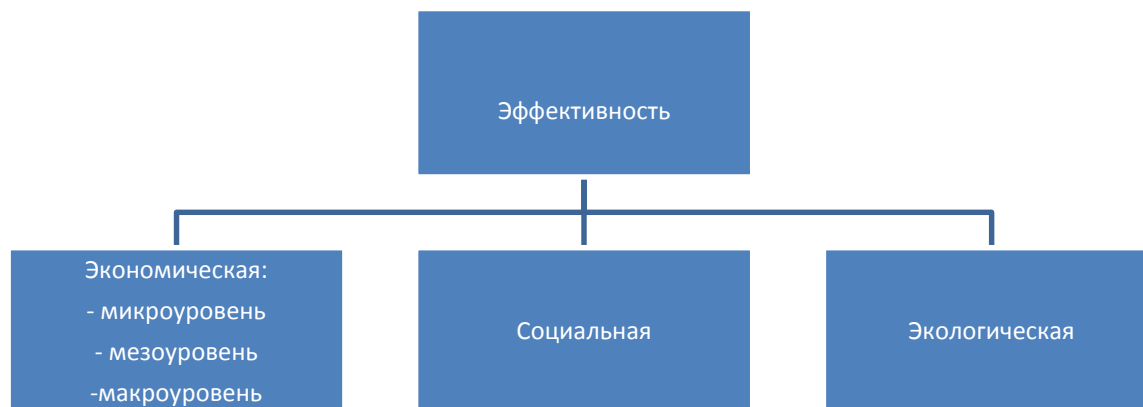 Эффективность
Экономическая:
- микроуровень
- мезоуровень
-макроуровень
Социальная
Экологическая